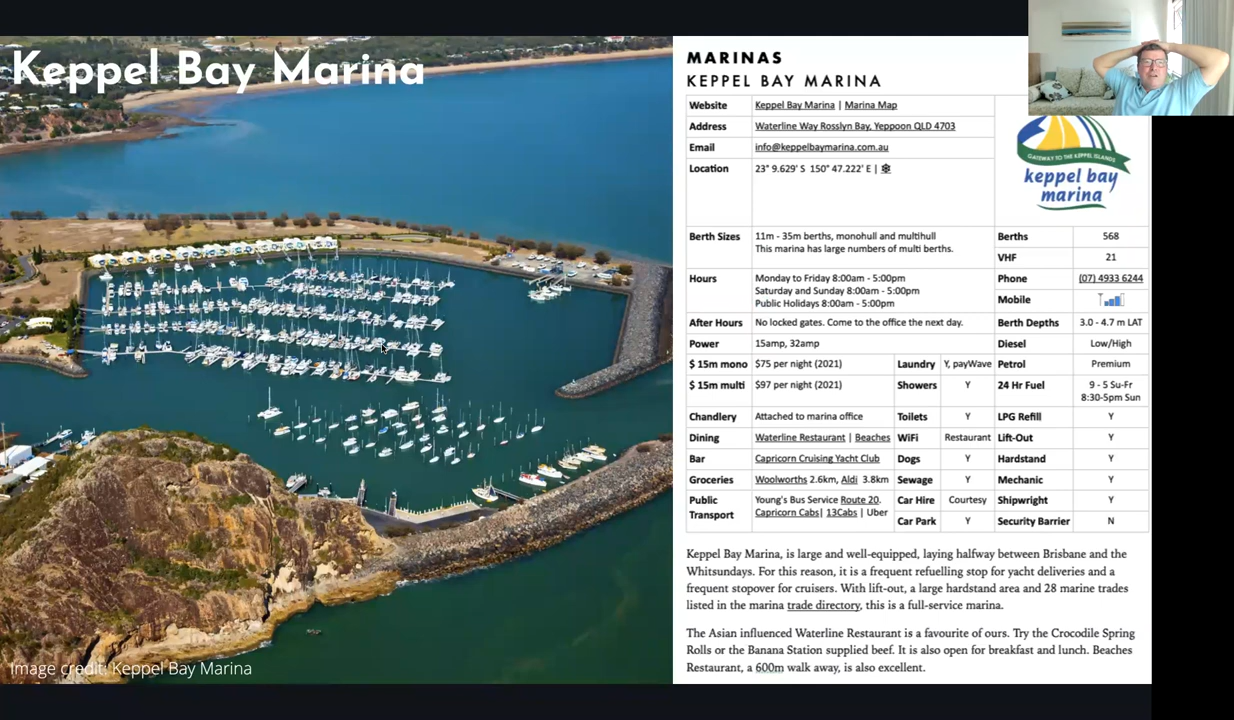 Keppel Bay Marina
Image credit: Keppel Bay Marina
MARINAS
KEPPEL BAY MARINA
Website Keppel Bay Marina | Marina Map
Address Waterline Way Rosslyn Bay, Yeppoon QLD 4703
Email info@keppelbaymarina.com.au
Location 23° 9.629' S 150° 47.222' E | ❄
GATEWAY TO THE KEPPEL ISLANDS
keppel bay
marina
Berth Sizes 11m - 35m berths, monohull and multihull
This marina has large numbers of multi berths.
Berths 568
VHF 21
Hours Monday to Friday 8:00am - 5:00pm
Saturday and Sunday 8:00am - 5:00pm
Public Holidays 8:00am - 5:00pm
Phone (07) 4933 6244
Mobile
After Hours No locked gates. Come to the office the next day. Berth Depths 3.0 - 4.7 m LAT
Power 15amp, 32amp Diesel Low/High
$ 15m mono $75 per night (2021) Laundry Y, payWave Petrol Premium
$ 15m multi $97 per night (2021) Showers Y 24 Hr Fuel 9 - 5 Su-Fr
8:30-5pm Sun
Chandlery Attached to marina office Toilets Y LPG Refill Y
Dining Waterline Restaurant | Beaches WiFi Restaurant Lift-Out Y
Bar Capricorn Cruising Yacht Club Dogs Y Hardstand Y
Groceries Woolworths 2.6km, Aldi 3.8km Sewage Y Mechanic Y
Public Transport Young's Bus Service Route 20.
Capricorn Cabs| 13Cabs | Uber
Car Hire Courtesy Shipwright Y
Car Park Y Security Barrier N
Keppel Bay Marina, is large and well-equipped, laying halfway between Brisbane and the
Whitsundays. For this reason, it is a frequent refuelling stop for yacht deliveries and a
frequent stopover for cruisers. With lift-out, a large hardstand area and 28 marine trades
listed in the marina trade directory, this is a full-service marina.
The Asian influenced Waterline Restaurant is a favourite of ours. Try the Crocodile Spring
Rolls or the Banana Station supplied beef. It is also open for breakfast and lunch. Beaches
Restaurant, a 600m walk away, is also excellent.